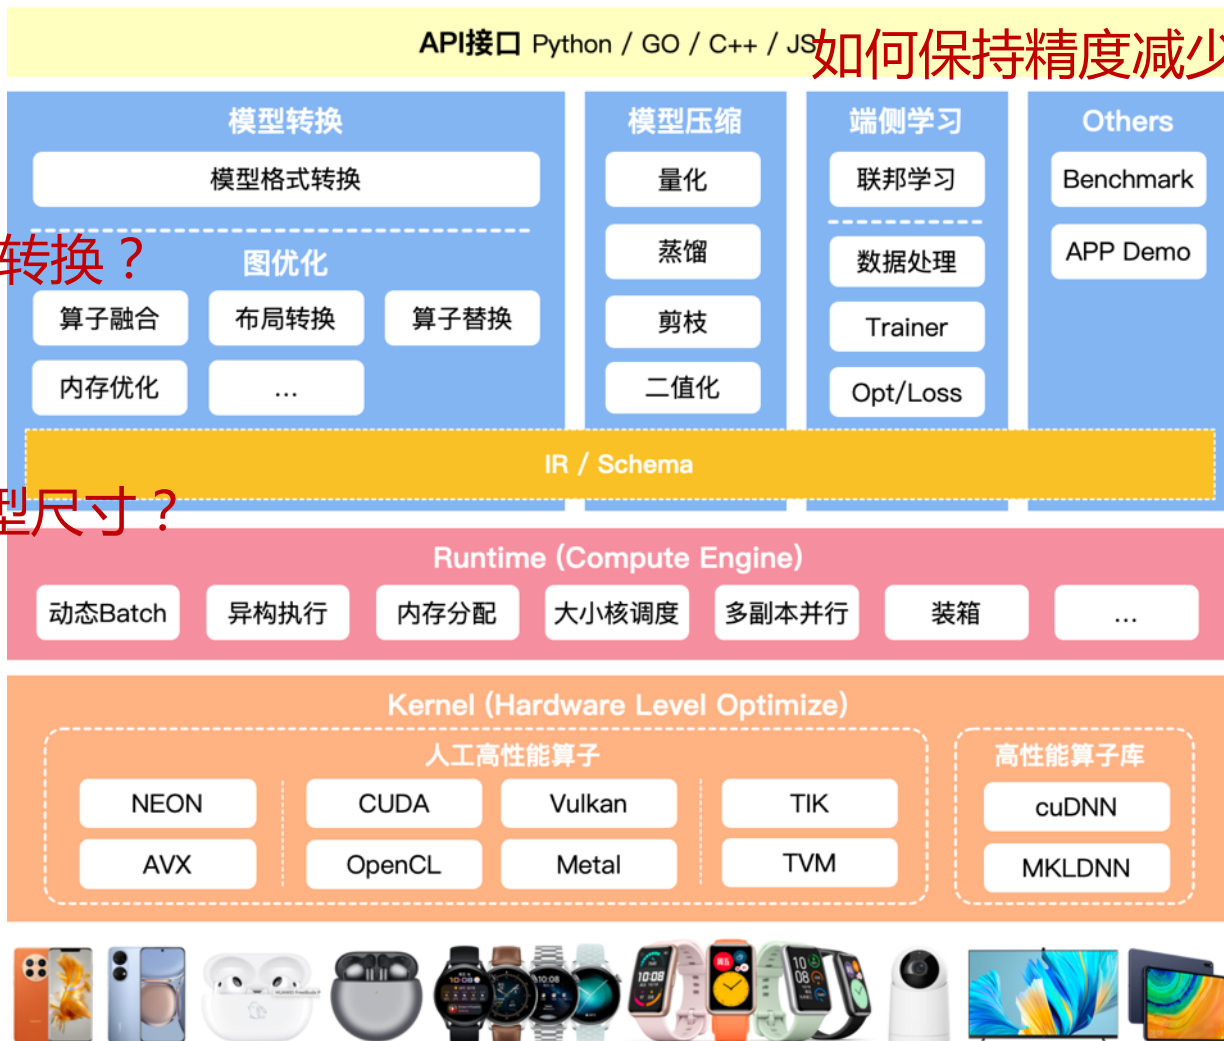 API接口 Python / GO / C++ / JS
如何保持精度减少
模型转换
模型压缩
端侧学习
Others
模型格式转换
量化
联邦学习
Benchmark
转换？
图优化
蒸馏
数据处理
APP Demo
算子融合
布局转换
算子替换
剪枝
Trainer
内存优化
...
二值化
Opt/Loss
IR / Schema
型尺寸？
Runtime (Compute Engine)
动态Batch
异构执行
内存分配
大小核调度
多副本并行
装箱
...
Kernel (Hardware Level Optimize)
人工高性能算子
高性能算子库
NEON
CUDA
Vulkan
TIK
cuDNN
AVX
OpenCL
Metal
TVM
MKLDNN
10:08
10:08